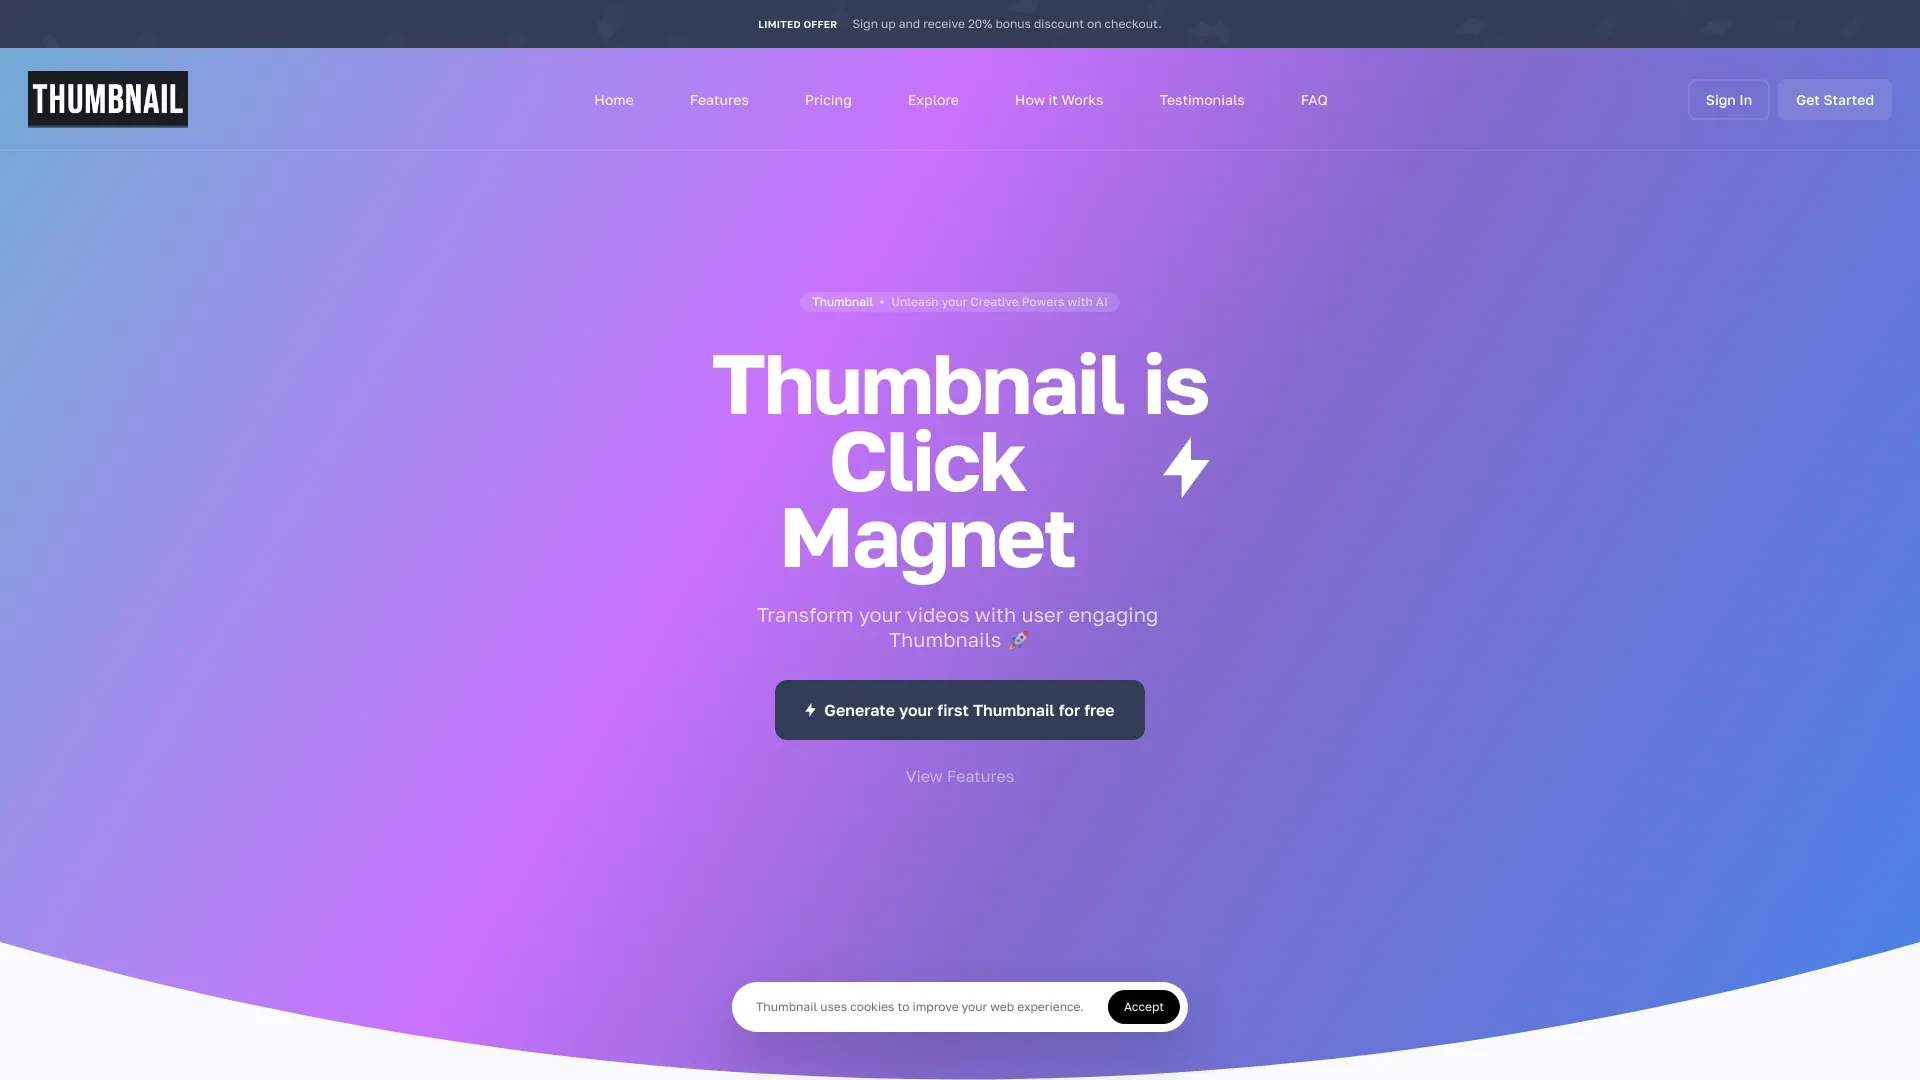 LIMITED OFFER Sign up and receive 20% bonus discount on checkout.
THUMBNAIL
Home Features Pricing Explore How it Works Testimonials FAQ
Sign In Get Started
Thumbnail • Unleash your Creative Powers with AI
Thumbnail is
Click
Magnet
Transform your videos with user engaging
Thumbnails 🚀
Generate your first Thumbnail for free
View Features
Thumbnail uses cookies to improve your web experience. Accept